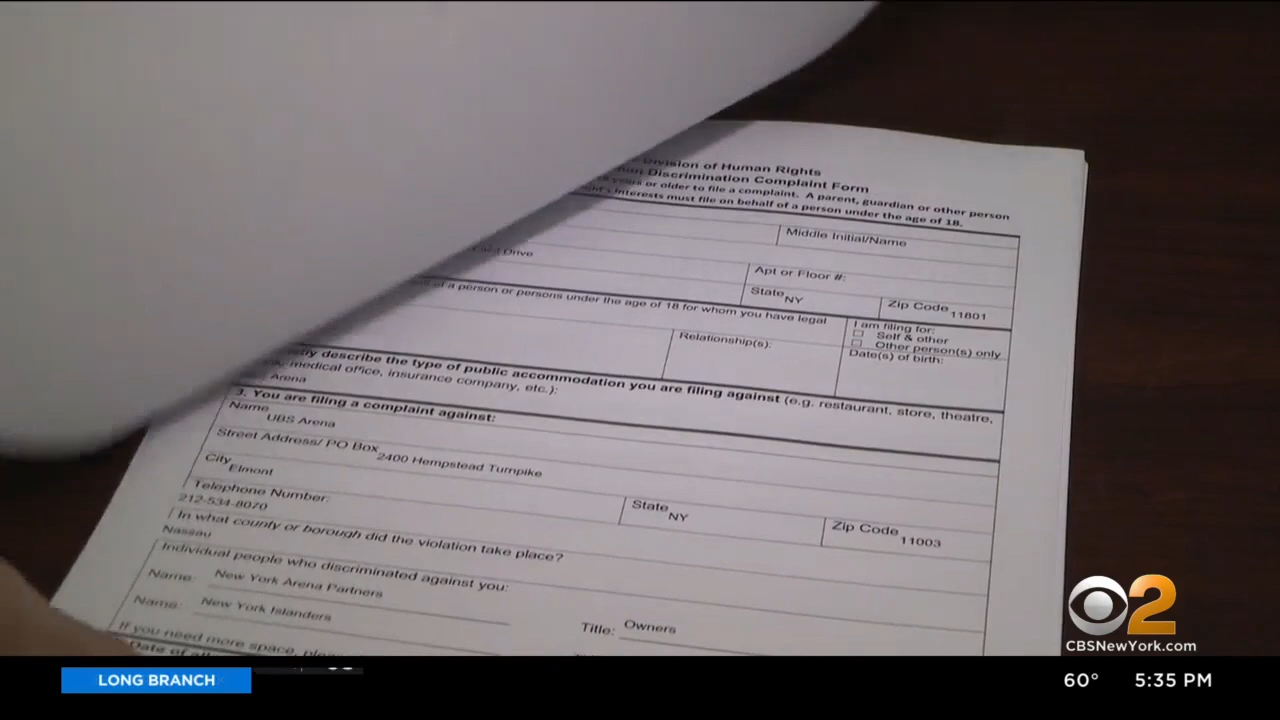 Division of Human Rights
Discrimination Complaint Form
years or older to file a complaint. A parent, guardian or other person
interests must file on behalf of a person under the age of 18.
Middle Initial/Name
Drive
Apt or Floor #:
State NY
Zip Code 11801
of a person or persons under the age of 18 for whom you have legal
I am filing for:
Self & other
Other person(s) only
Relationship(s):
Date(s) of birth:
describe the type of public accommodation you are filing against (e.g. restaurant, store, theatre,
medical office, insurance company, etc.):
Arena
3. You are filing a complaint against:
Name
UBS Arena
Street Address/ PO Box
2400 Hempstead Turnpike
City
Elmont
State NY
Zip Code 11003
Telephone Number:
212-534-8070
In what county or borough did the violation take place?
Nassau
Individual people who discriminated against you:
Name: New York Arena Partners
Name: New York Islanders
Title: Owners
If you need more space,
Date of
2
CBSNewYork.com
LONG BRANCH
60° 5:35 PM